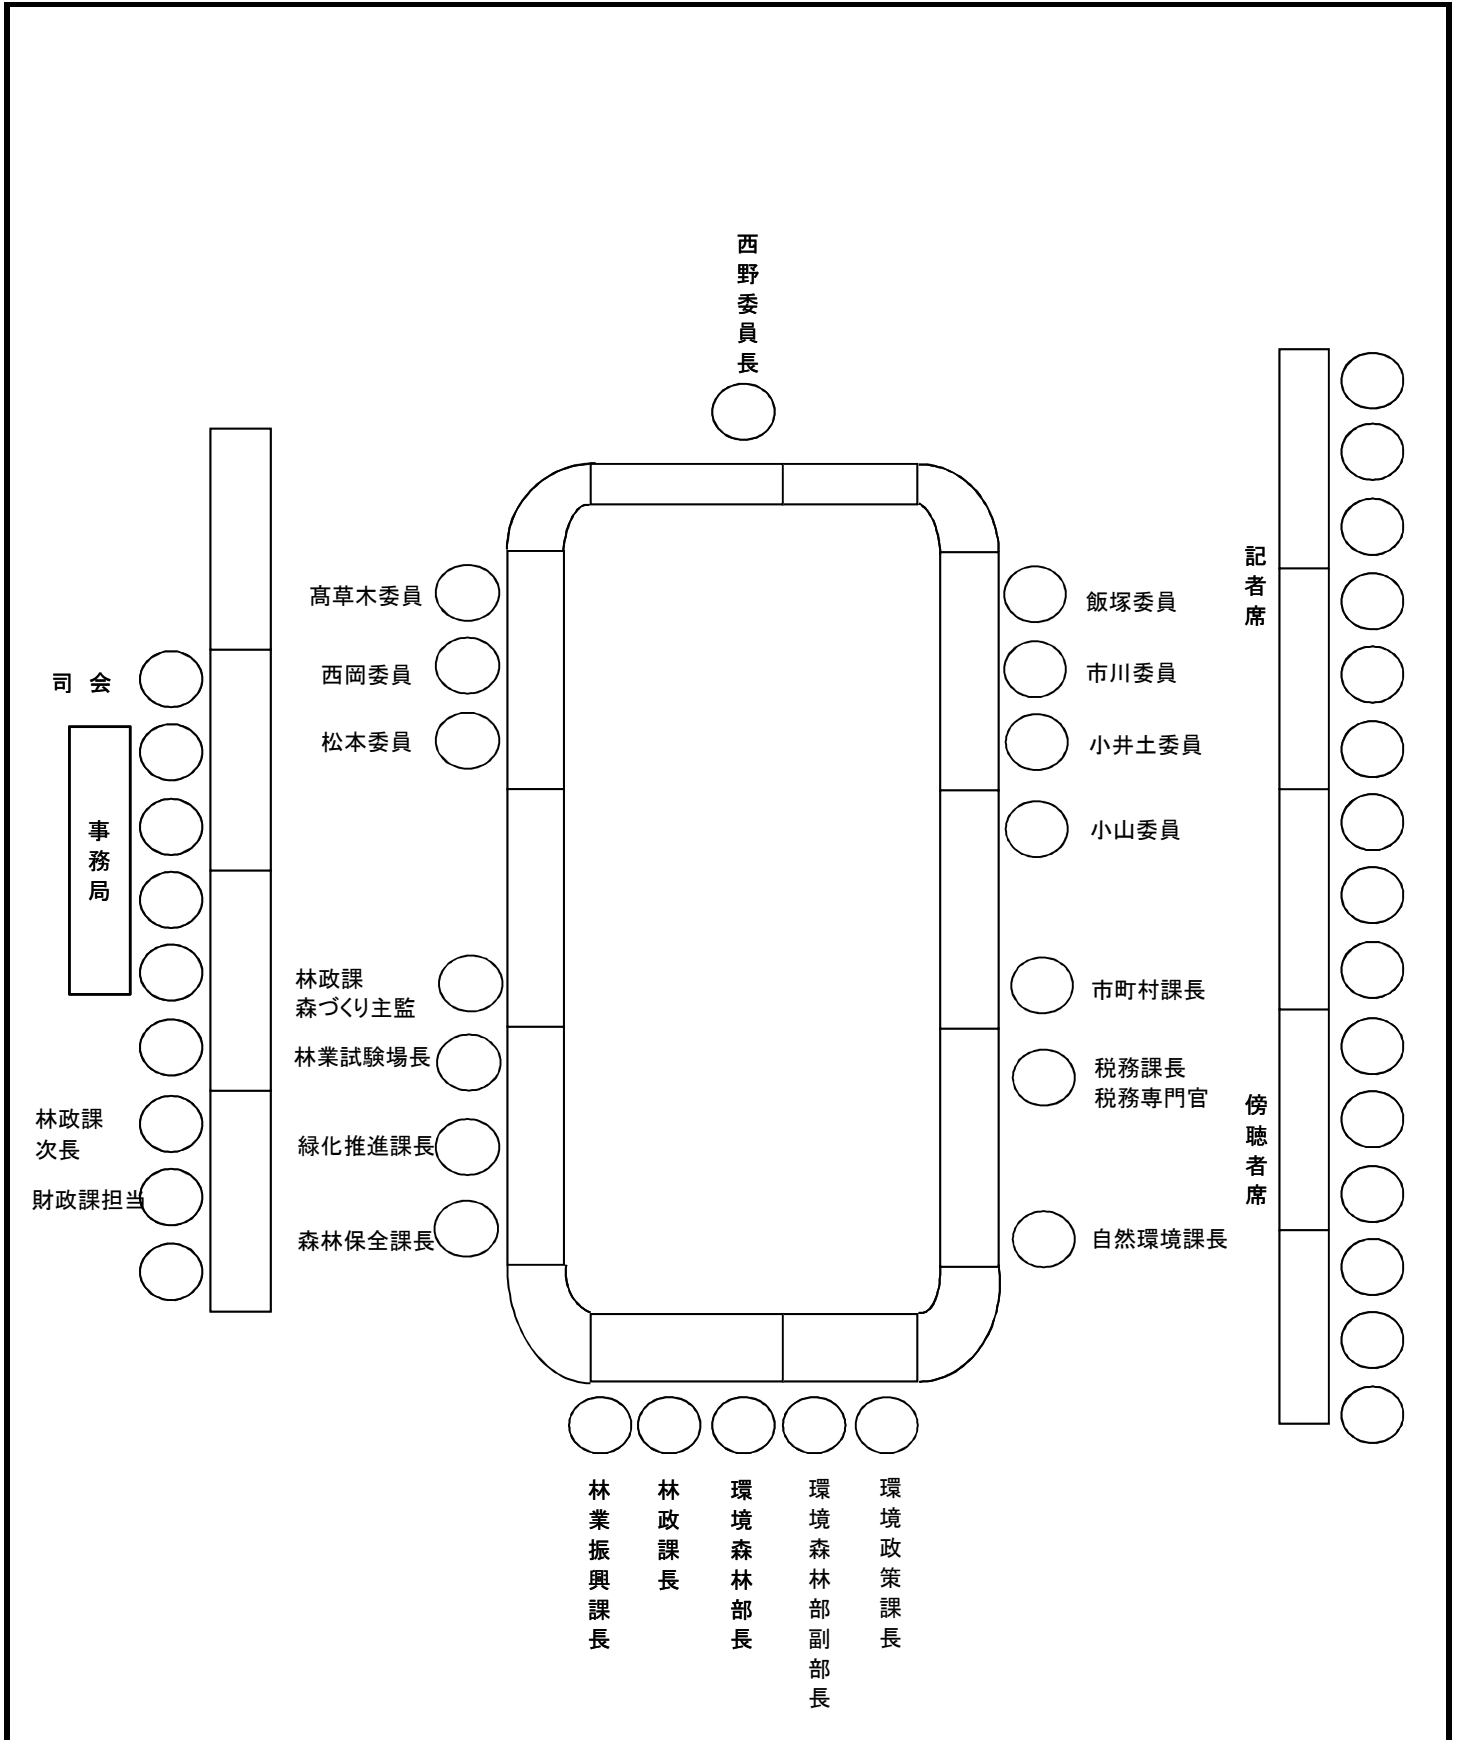 西野委員長
髙草木委員
西岡委員
松本委員
飯塚委員
市川委員
小井土委員
小山委員
記者席
司 会
事務局
林政課
森づくり主監
林業試験場長
緑化推進課長
森林保全課長
市町村課長
税務課長
税務専門官
自然環境課長
傍聴者席
林政課
次長
財政課担当
林業振興課長
林政課長
環境森林部長
環境森林部副部長
環境政策課長